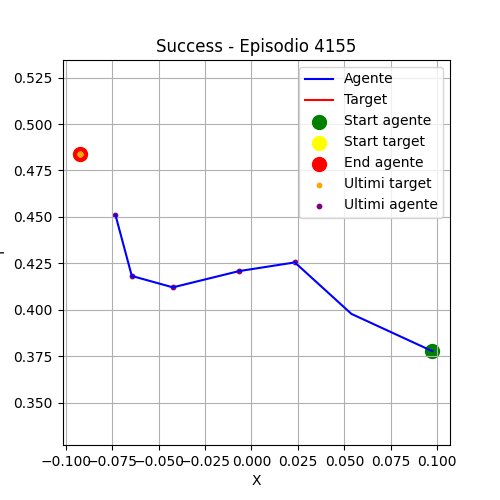 Success - Episodio 4155
Agente
Target
Start agente
Start target
End agente
Ultimi target
Ultimi agente
0.525
0.500
0.475
0.450
0.425
0.400
0.375
0.350
−0.100 −0.075 −0.050 −0.025 0.000 0.025 0.050 0.075 0.100
X